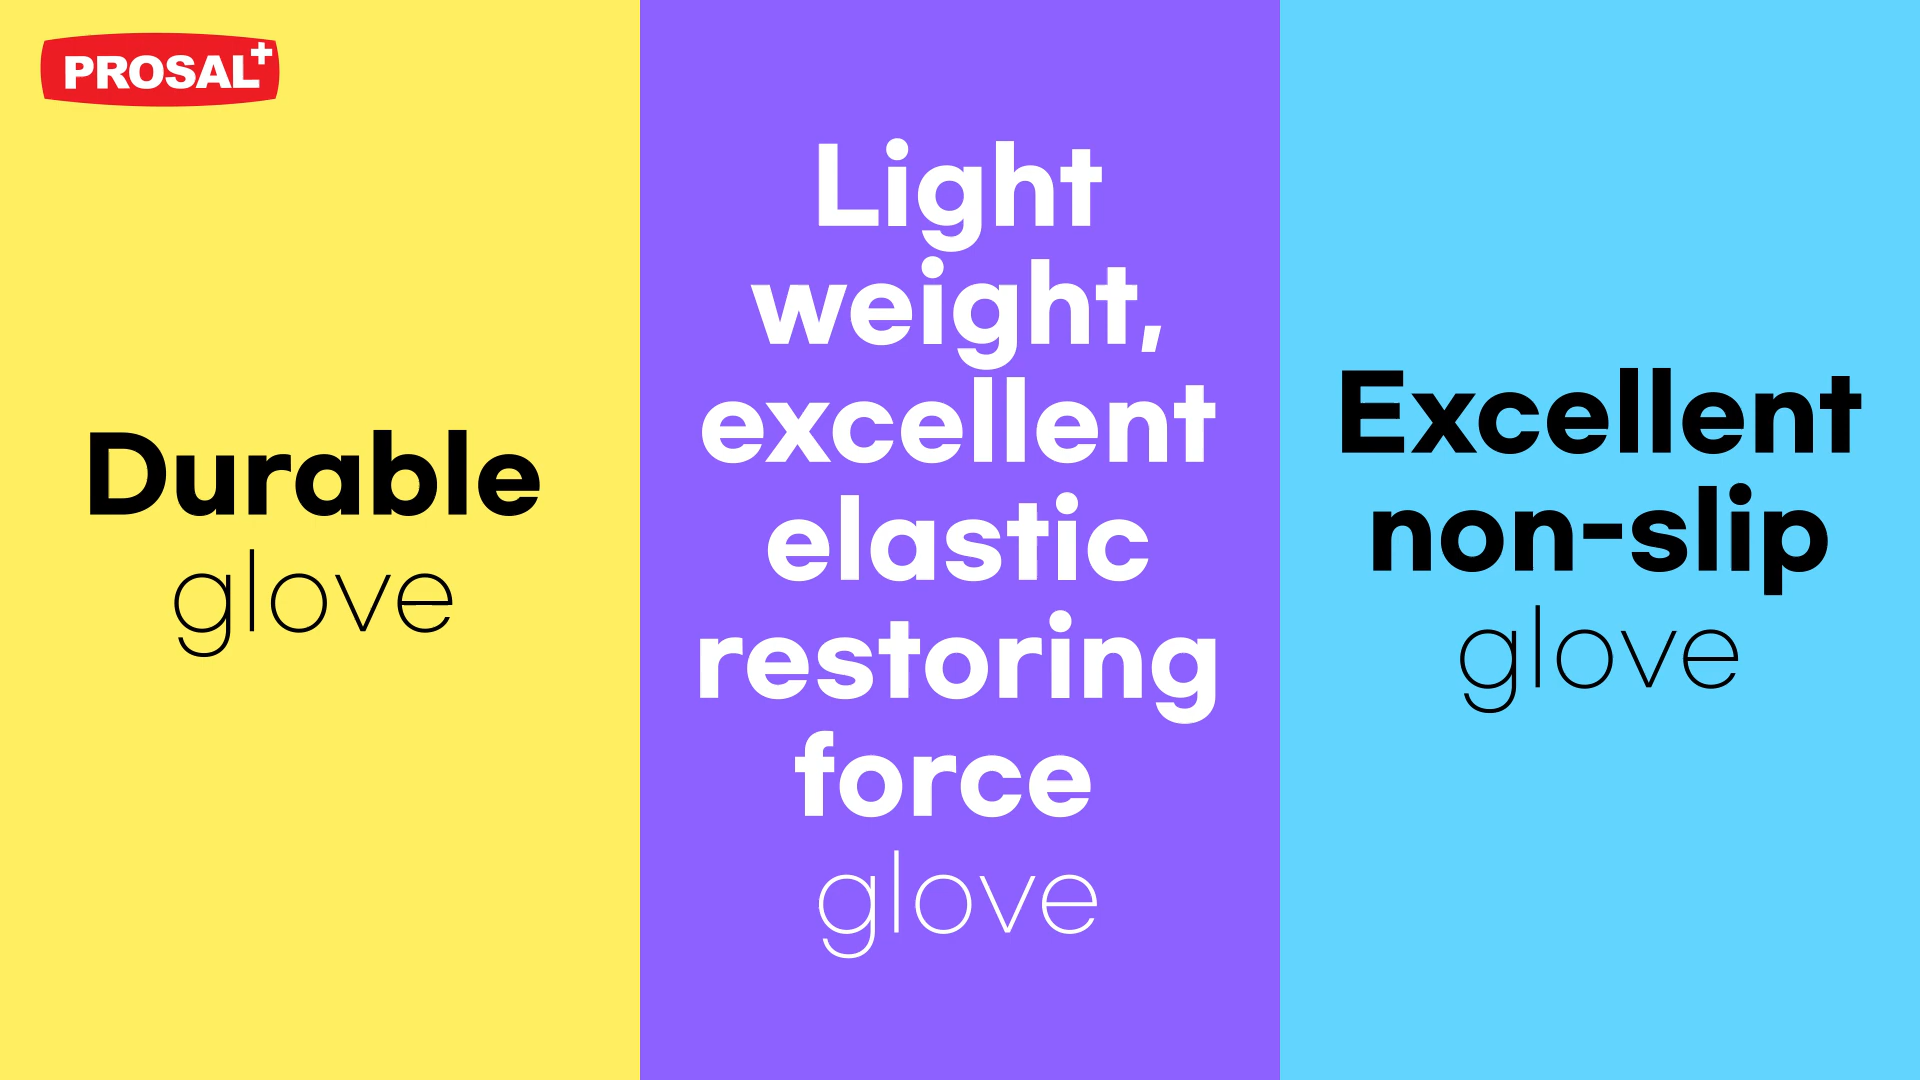 PROSAL+
Durable
glove
Light
weight,
excellent
elastic
restoring
force
glove
Excellent
non-slip
glove